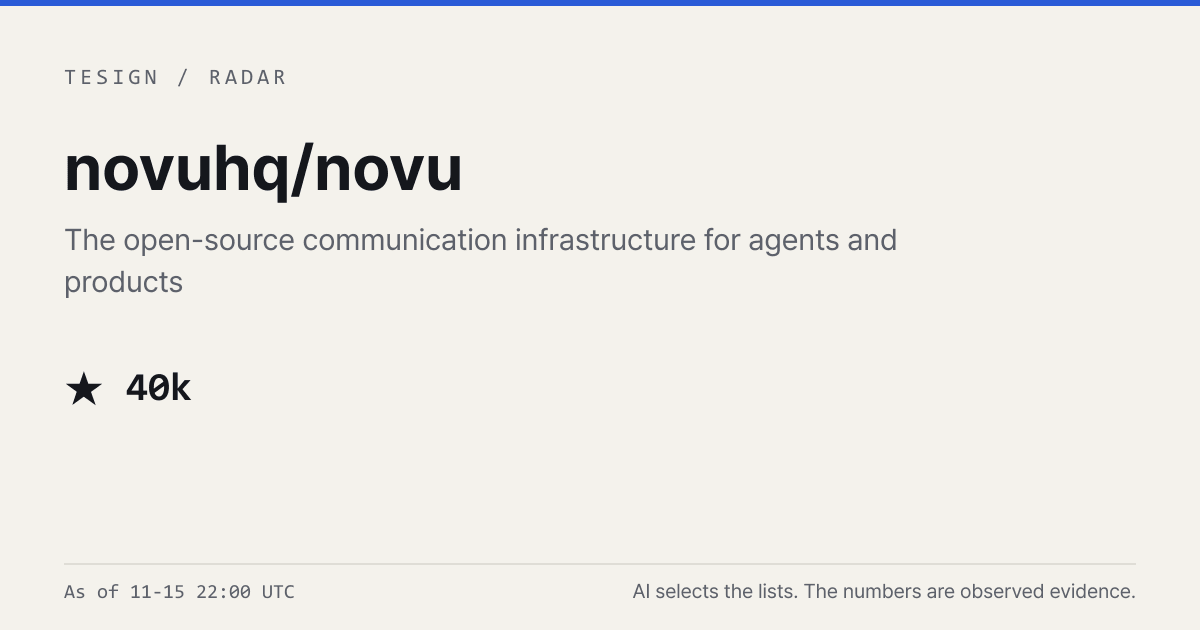 TESIGN / RADAR
novuhq/novu
The open-source communication infrastructure for agents and
products
★ 40k
As of 11-15 22:00 UTC
AI selects the lists. The numbers are observed evidence.